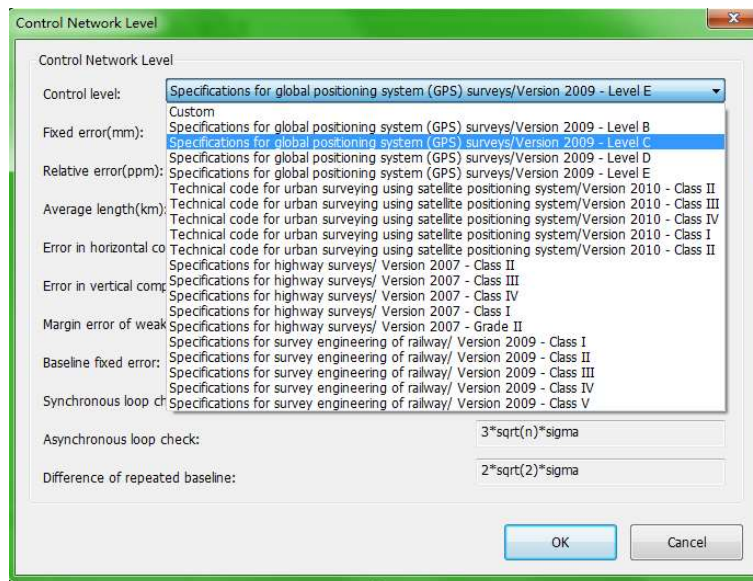 Control Network Level
Control Network Level
Control level:
Specifications for global positioning system (GPS) surveys/Version 2009 - Level E
Custom
Specifications for global positioning system (GPS) surveys/Version 2009 - Level B
Specifications for global positioning system (GPS) surveys/Version 2009 - Level C
Specifications for global positioning system (GPS) surveys/Version 2009 - Level D
Specifications for global positioning system (GPS) surveys/Version 2009 - Level E
Technical code for urban surveying using satellite positioning system/Version 2010 - Class II
Technical code for urban surveying using satellite positioning system/Version 2010 - Class III
Technical code for urban surveying using satellite positioning system/Version 2010 - Class IV
Technical code for urban surveying using satellite positioning system/Version 2010 - Class I
Technical code for urban surveying using satellite positioning system/Version 2010 - Class II
Specifications for highway surveys/ Version 2007 - Class II
Specifications for highway surveys/ Version 2007 - Class III
Specifications for highway surveys/ Version 2007 - Class IV
Specifications for highway surveys/ Version 2007 - Class I
Specifications for highway surveys/ Version 2007 - Grade II
Specifications for survey engineering of railway/ Version 2009 - Class I
Specifications for survey engineering of railway/ Version 2009 - Class II
Specifications for survey engineering of railway/ Version 2009 - Class III
Specifications for survey engineering of railway/ Version 2009 - Class IV
Specifications for survey engineering of railway/ Version 2009 - Class V
Fixed error(mm):
Relative error(ppm):
Average length(km):
Error in horizontal co
Error in vertical comp
Margin error of weak
Baseline fixed error:
Synchronous loop ch
Asynchronous loop check:
3*sqrt(n)*sigma
Difference of repeated baseline:
2*sqrt(2)*sigma
OK
Cancel